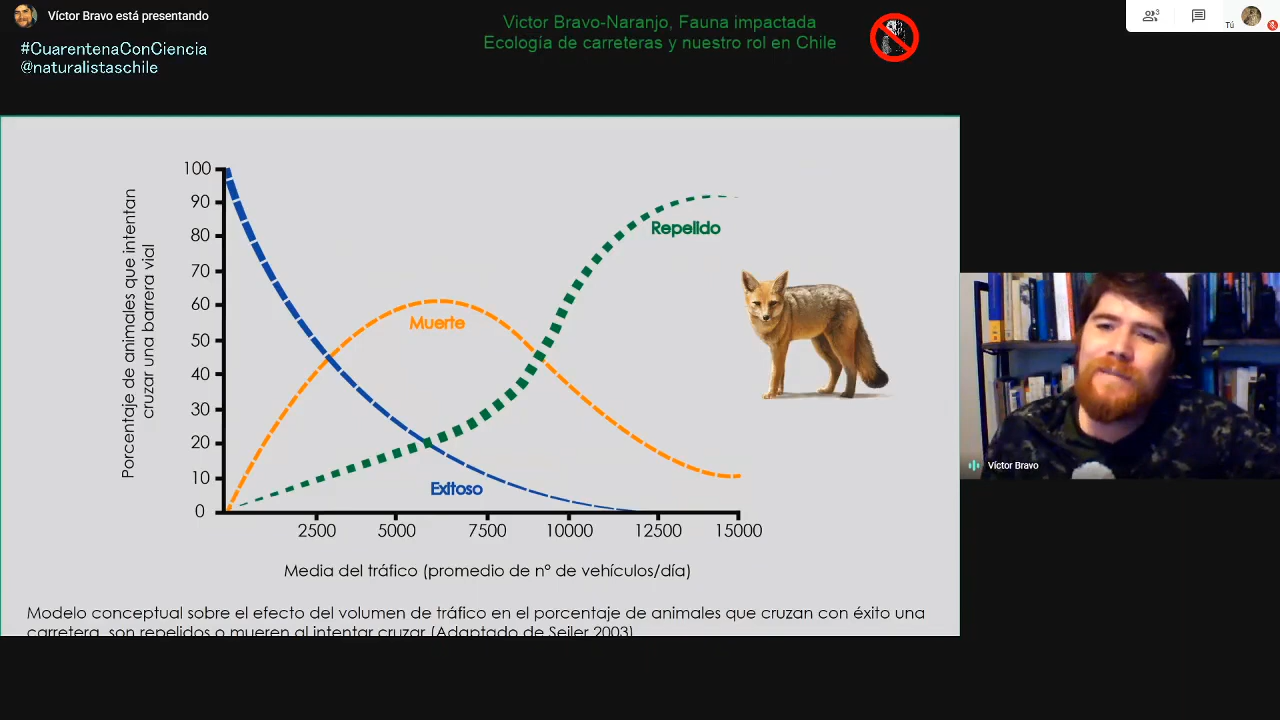 Víctor Bravo está presentando
#CuarentenaConCiencia
@naturalistaschile
Victor Bravo-Naranjo, Fauna impactada
Ecología de carreteras y nuestro rol en Chile
3
Tú
Porcentaje de animales que intentan
cruzar una barrera vial
100
90
80
70
60
50
40
30
20
10
0
Repelido
Muerte
Exitoso
2500 5000 7500 10000 12500 15000
Media del tráfico (promedio de nº de vehículos/día)
Modelo conceptual sobre el efecto del volumen de tráfico en el porcentaje de animales que cruzan con éxito una
carretera, son repelidos o mueren al intentar cruzar (Adaptado de Seiler 2003)
Víctor Bravo